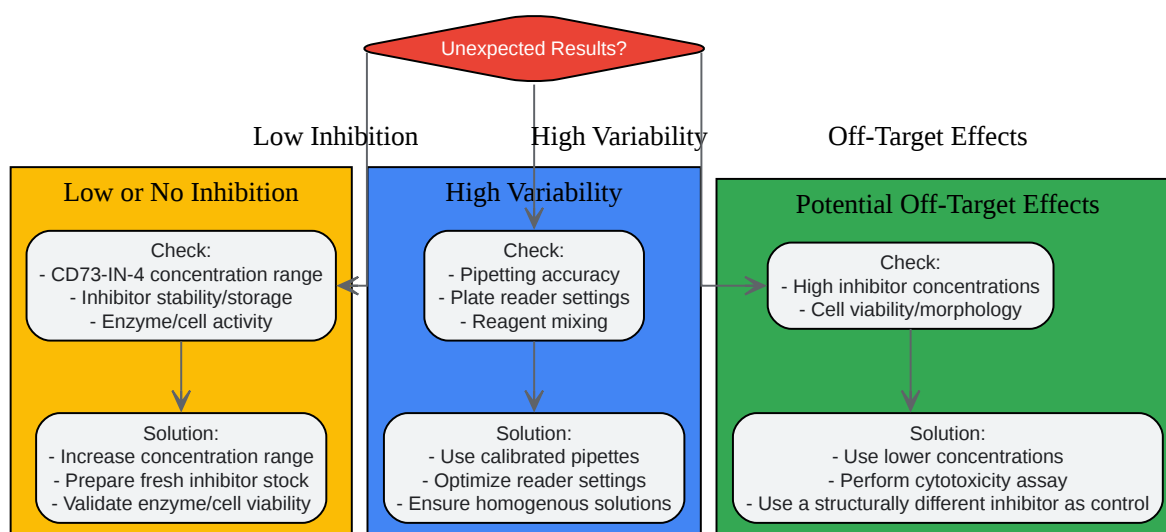 Unexpected Results?
Low Inhibition
High Variability
Off-Target Effects
Low or No Inhibition
Check:
- CD73-IN-4 concentration range
- Inhibitor stability/storage
- Enzyme/cell activity
Solution:
- Increase concentration range
- Prepare fresh inhibitor stock
- Validate enzyme/cell viability
High Variability
Check:
- Pipetting accuracy
- Plate reader settings
- Reagent mixing
Solution:
- Use calibrated pipettes
- Optimize reader settings
- Ensure homogenous solutions
Potential Off-Target Effects
Check:
- High inhibitor concentrations
- Cell viability/morphology
Solution:
- Use lower concentrations
- Perform cytotoxicity assay
- Use a structurally different inhibitor as control